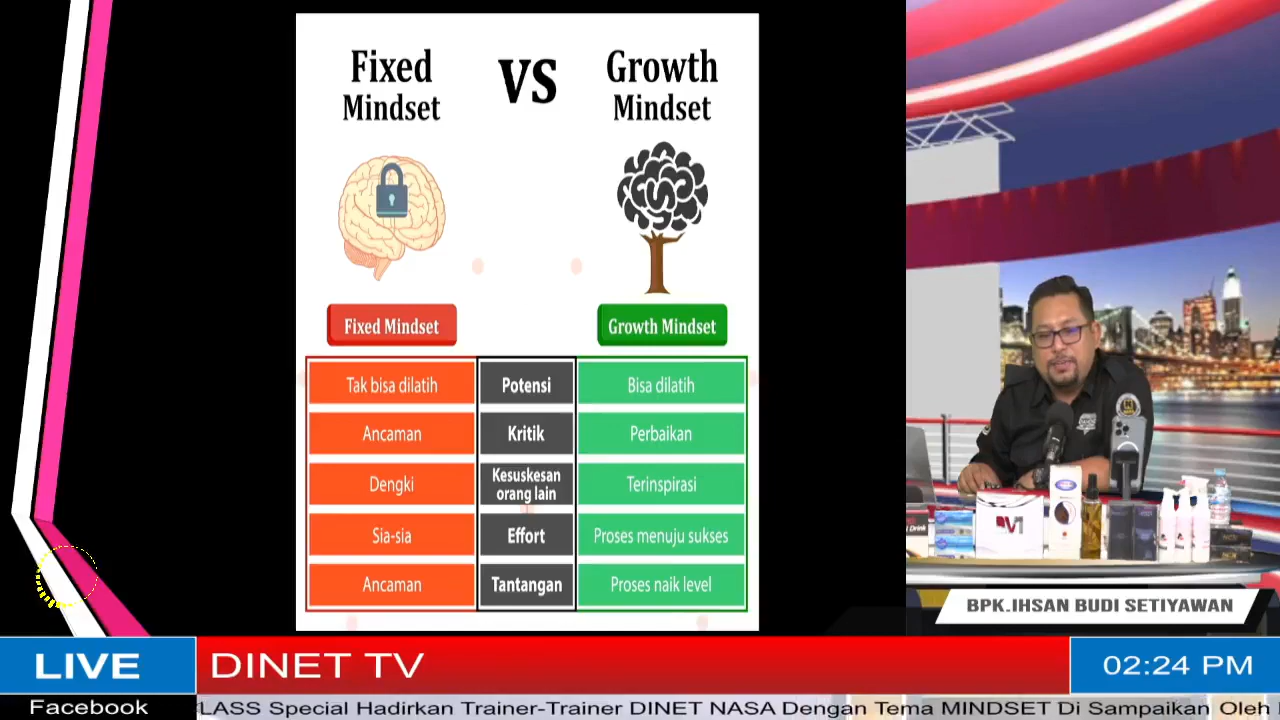 Fixed
Mindset
VS
Growth
Mindset
Fixed Mindset
Growth Mindset
Tak bisa dilatih
Potensi
Bisa dilatih
Ancaman
Kritik
Perbaikan
Dengki
Kesuskesan
orang lain
Terinspirasi
Sia-sia
Effort
Proses menuju sukses
Ancaman
Tantangan
Proses naik level
V1
BPK.IHSAN BUDI SETIYAWAN
LIVE
DINET TV
02:24 PM
Facebook
LASS Special Hadirkan Trainer-Trainer DINET NASA Dengan Tema MINDSET Di Sampaikan Oleh